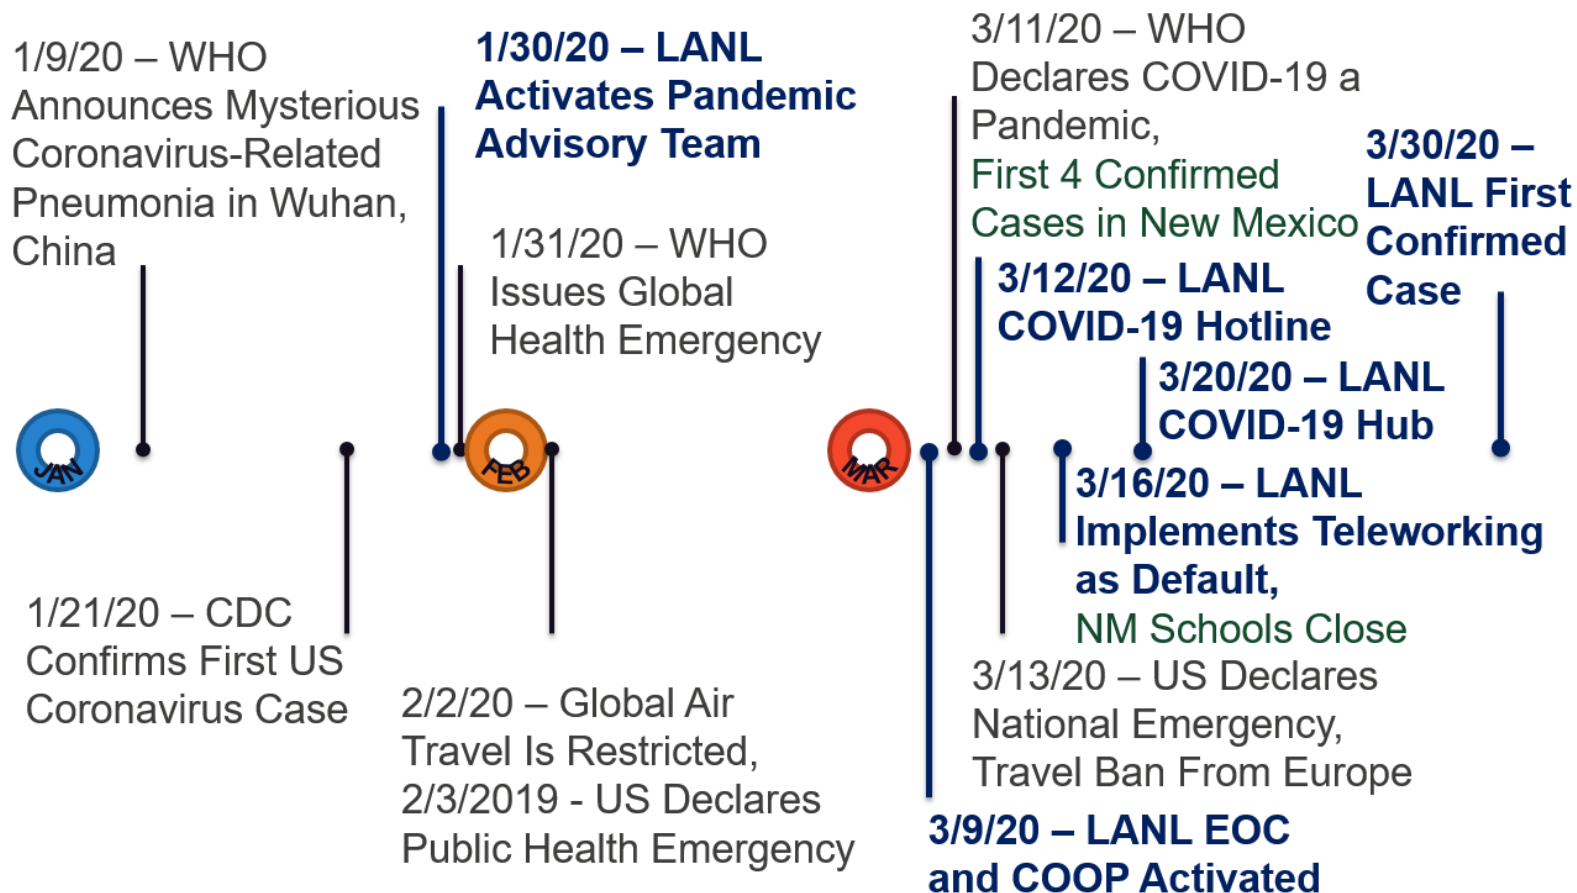 1/9/20 – WHO
Announces Mysterious
Coronavirus-Related
Pneumonia in Wuhan,
China
1/30/20 – LANL
Activates Pandemic
Advisory Team
1/31/20 – WHO
Issues Global
Health Emergency
3/11/20 – WHO
Declares COVID-19 a
Pandemic,
First 4 Confirmed
Cases in New Mexico
3/12/20 – LANL
COVID-19 Hotline
3/20/20 – LANL
COVID-19 Hub
3/30/20 –
LANL First
Confirmed
Case
JAN
FEB
MAR
1/21/20 – CDC
Confirms First US
Coronavirus Case
2/2/20 – Global Air
Travel Is Restricted,
2/3/2019 - US Declares
Public Health Emergency
3/16/20 – LANL
Implements Teleworking
as Default,
NM Schools Close
3/13/20 – US Declares
National Emergency,
Travel Ban From Europe
3/9/20 – LANL EOC
and COOP Activated